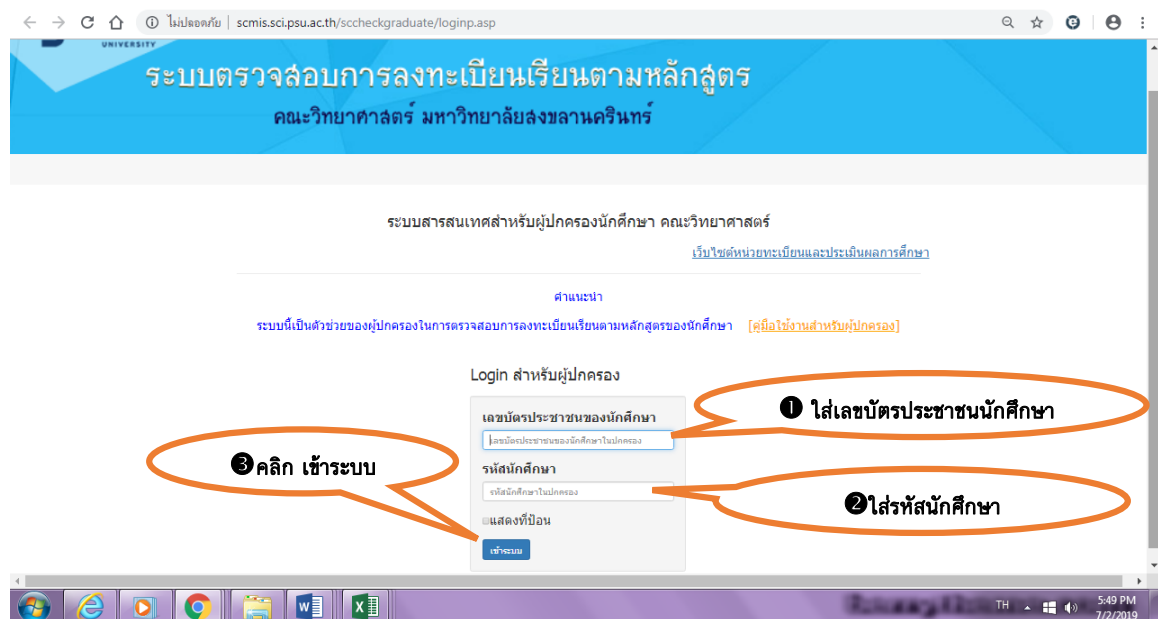 ไม่ปลอดภัย | scmis.sci.psu.ac.th/sccheckgraduate/loginp.asp
UNIVERSITY
ระบบตรวจสอบการลงทะเบียนเรียนตามหลักสูตร
คณะวิทยาศาสตร์ มหาวิทยาลัยสงขลานครินทร์
ระบบสารสนเทศสำหรับผู้ปกครองนักศึกษา คณะวิทยาศาสตร์
เว็บไซต์หน่วยทะเบียนและประเมินผลการศึกษา
คำแนะนำ
ระบบนี้เป็นตัวช่วยของผู้ปกครองในการตรวจสอบการลงทะเบียนเรียนตามหลักสูตรของนักศึกษา [คู่มือใช้งานสำหรับผู้ปกครอง]
Login สำหรับผู้ปกครอง
เลขบัตรประชาชนของนักศึกษา
❶ ใส่เลขบัตรประชาชนนักศึกษา
เลขบัตรประชาชนของนักศึกษาในปกครอง
❸คลิก เข้าระบบ
รหัสนักศึกษา
รหัสนักศึกษาในปกครอง
❷ใส่รหัสนักศึกษา
แสดงที่ป้อน
เข้าระบบ
TH
5:49 PM
7/2/2019